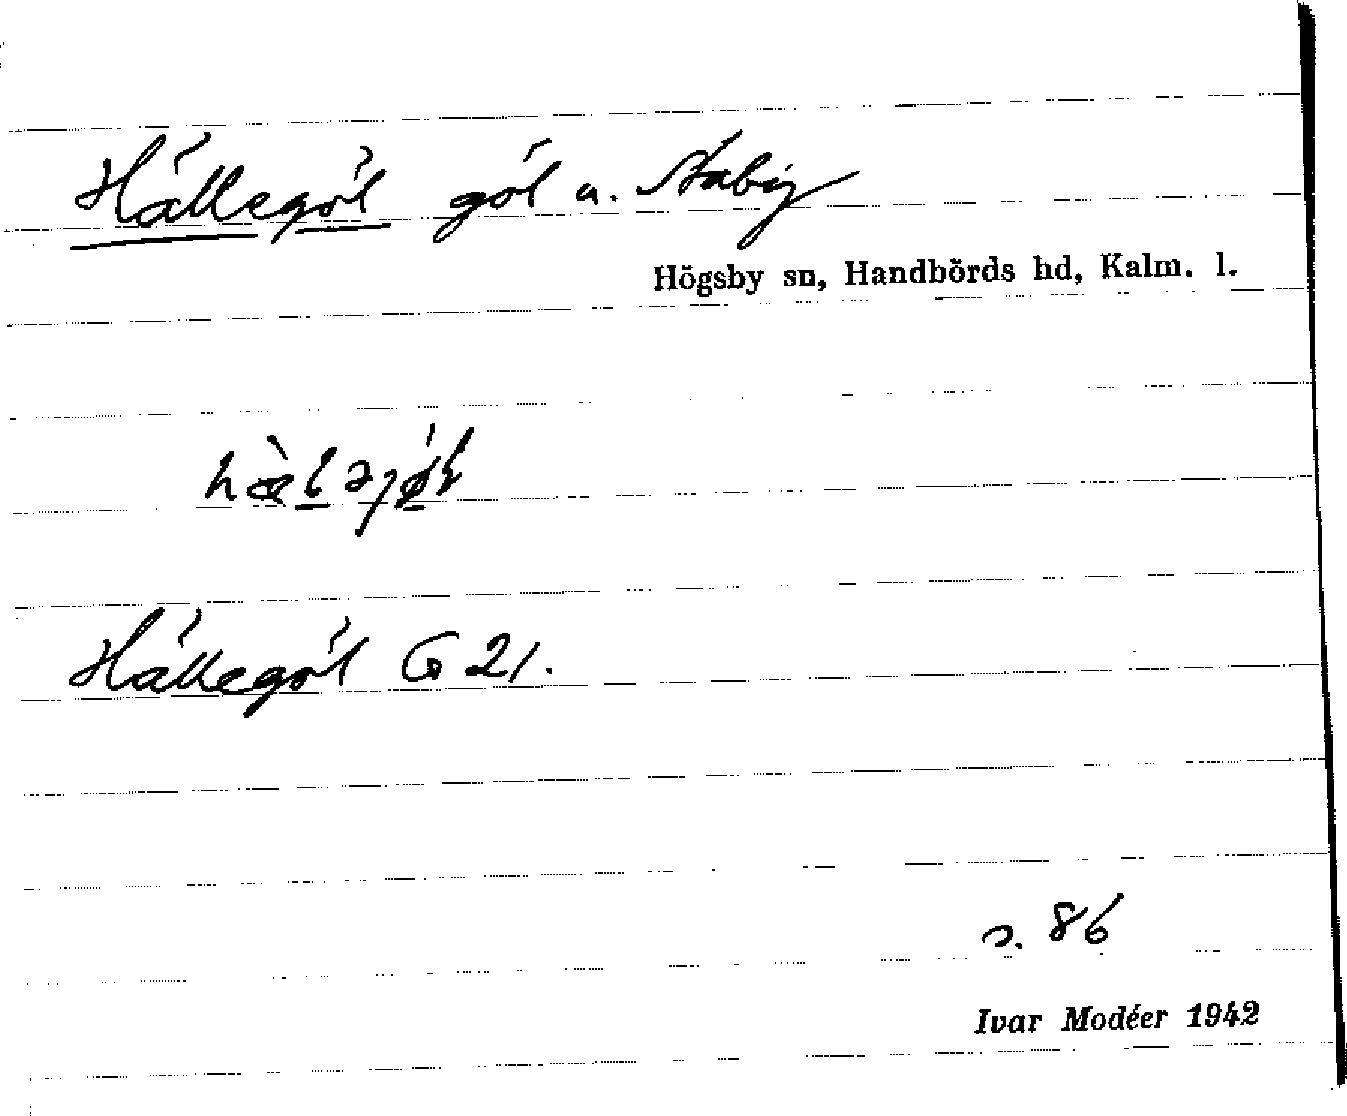 Hällegöl göl u. Staby
Högsby sn, Handbörds hd, Kalm. l.
Hällegöl G 21.
s. 86
Ivar Modéer 1942